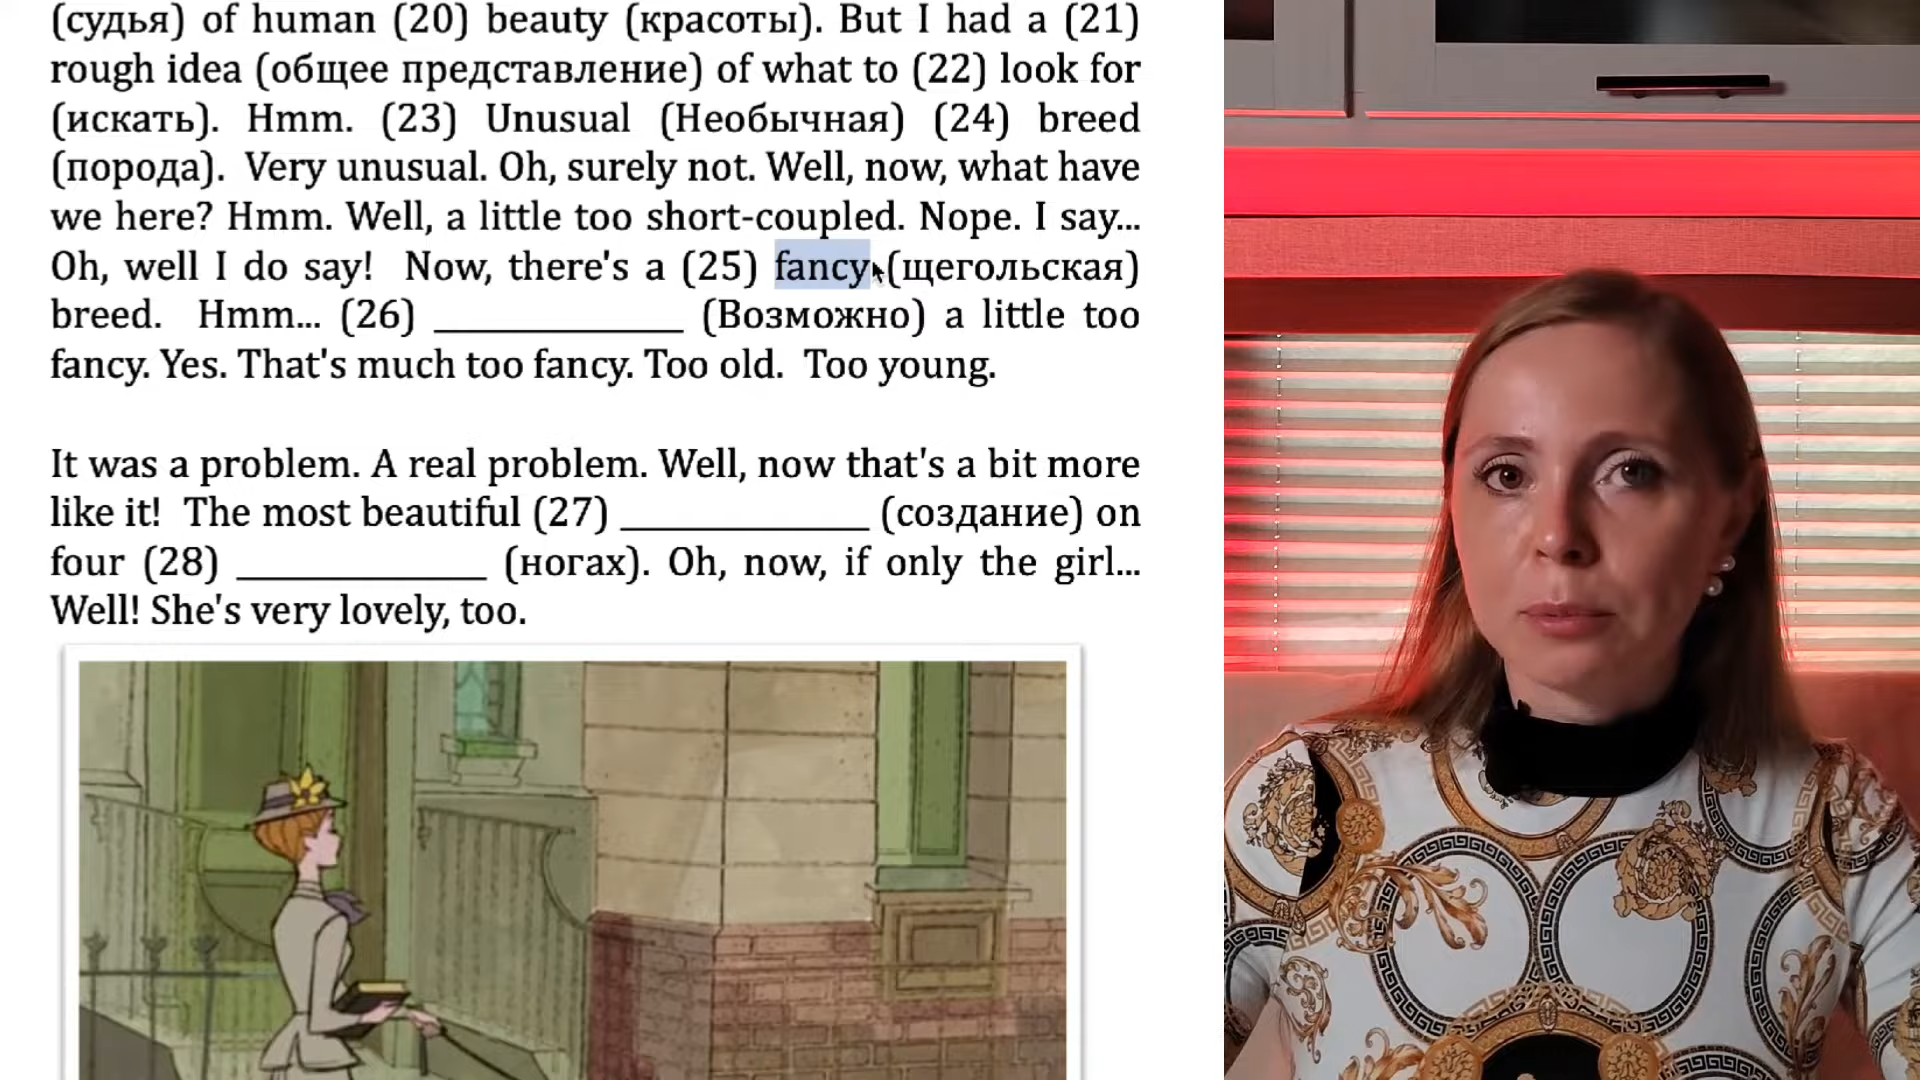 (судья) of human (20) beauty (красоты). But I had a (21)
rough idea (общее представление) of what to (22) look for
(искать). Hmm. (23) Unusual (Необычная) (24) breed
(порода). Very unusual. Oh, surely not. Well, now, what have
we here? Hmm. Well, a little too short-coupled. Nope. I say...
Oh, well I do say! Now, there's a (25) fancy (щегольская)
breed. Hmm... (26) _______________ (Возможно) a little too
fancy. Yes. That's much too fancy. Too old. Too young.
It was a problem. A real problem. Well, now that's a bit more
like it! The most beautiful (27) _______________ (создание) on
four (28) _______________ (ногах). Oh, now, if only the girl...
Well! She's very lovely, too.